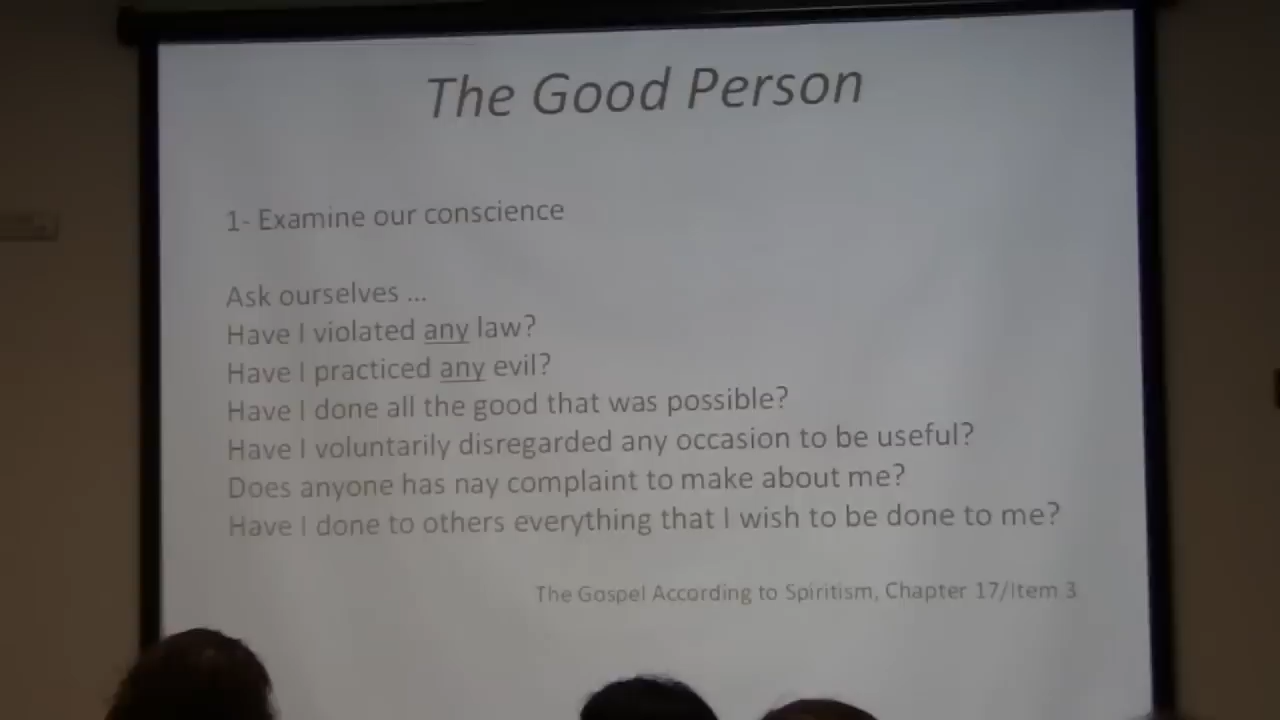 The Good Person
1- Examine our conscience
Ask ourselves ...
Have I violated any law?
Have I practiced any evil?
Have I done all the good that was possible?
Have I voluntarily disregarded any occasion to be useful?
Does anyone has nay complaint to make about me?
Have I done to others everything that I wish to be done to me?
The Gospel According to Spiritism, Chapter 17/Item 3